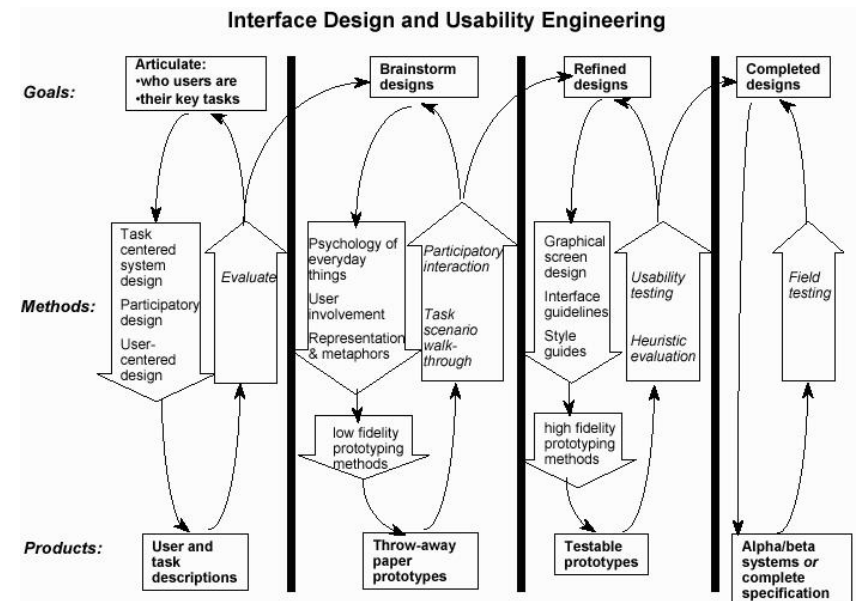 Interface Design and Usability Engineering
Goals:
Articulate:
•who users are
•their key tasks
Brainstorm
designs
Refined
designs
Completed
designs
Methods:
Task
centered
system
design
Participatory
design
User-
centered
design
Evaluate
Psychology of
everyday
things
User
involvement
Representation
& metaphors
low fidelity
prototyping
methods
Participatory
interaction
Task
scenario
walk-
through
Graphical
screen
design
Interface
guidelines
Style
guides
high fidelity
prototyping
methods
Usability
testing
Heuristic
evaluation
Field
testing
Products:
User and
task
descriptions
Throw-away
paper
prototypes
Testable
prototypes
Alpha/beta
systems or
complete
specification